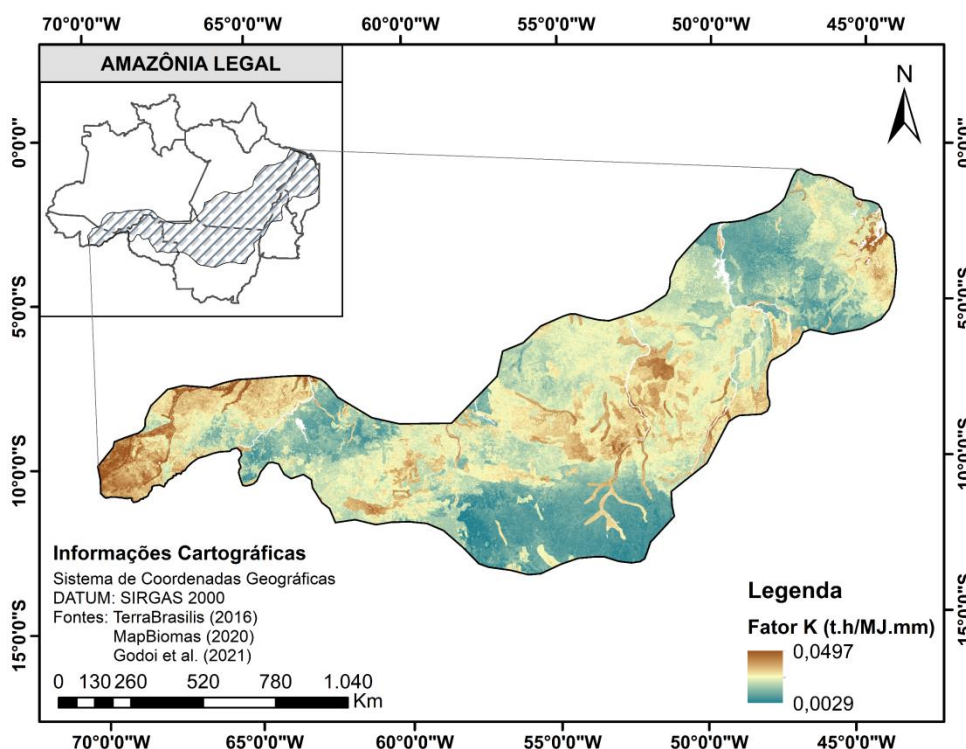 70°0'0"W 65°0'0"W 60°0'0"W 55°0'0"W 50°0'0"W 45°0'0"W
AMAZÔNIA LEGAL
N
0°0'0" 0°0'0"
5°0'0"S 5°0'0"S
10°0'0"S 10°0'0"S
15°0'0"S 15°0'0"S
Informações Cartográficas
Sistema de Coordenadas Geográficas
DATUM: SIRGAS 2000
Fontes: TerraBrasilis (2016)
MapBiomas (2020)
Godoi et al. (2021)
0 130 260 520 780 1.040
Km
Legenda
Fator K (t.h/MJ.mm)
0,0497
0,0029
70°0'0"W 65°0'0"W 60°0'0"W 55°0'0"W 50°0'0"W 45°0'0"W